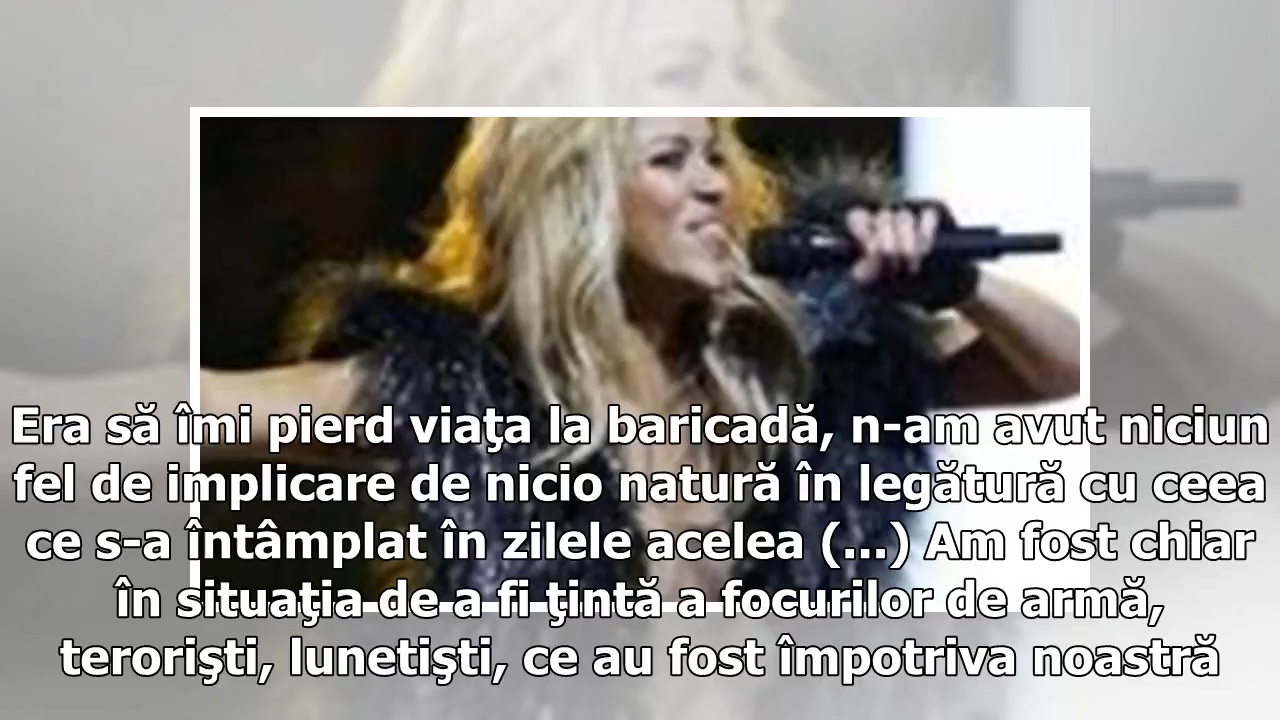 Era să îmi pierd viaţa la baricadă, n-am avut niciun
fel de implicare de nicio natură în legătură cu ceea
ce s-a întâmplat în zilele acelea (...) Am fost chiar
în situaţia de a fi ţintă a focurilor de armă,
terorişti, lunetişti, ce au fost împotriva noastră